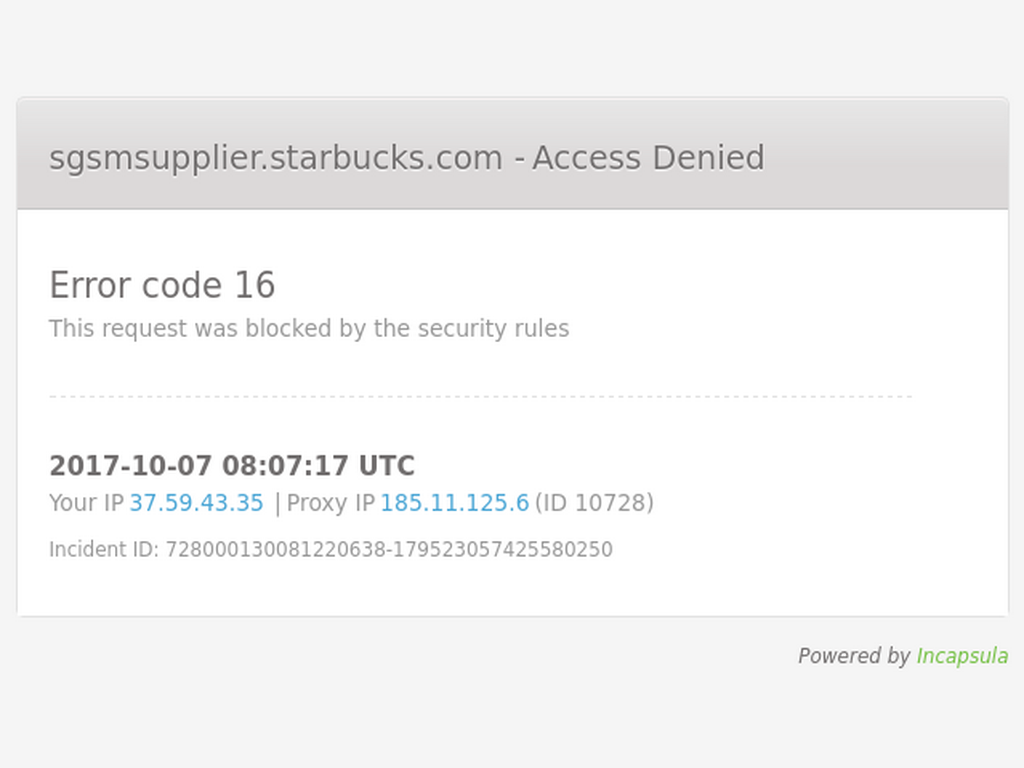 sgsmsupplier.starbucks.com - Access Denied
Error code 16
This request was blocked by the security rules
2017-10-07 08:07:17 UTC
Your IP 37.59.43.35 | Proxy IP 185.11.125.6 (ID 10728)
Incident ID: 728000130081220638-179523057425580250
Powered by Incapsula